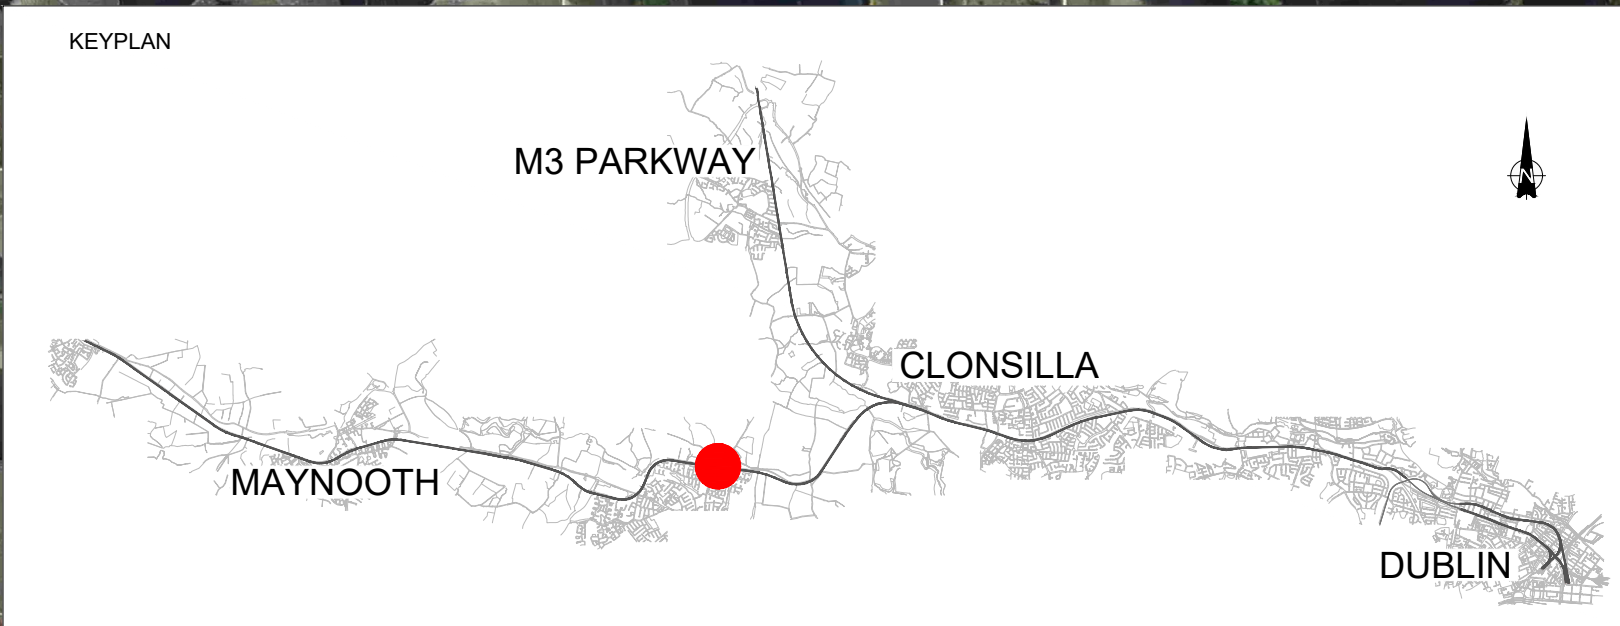 KEYPLAN
M3 PARKWAY
N
CLONSILLA
MAYNOOTH
DUBLIN